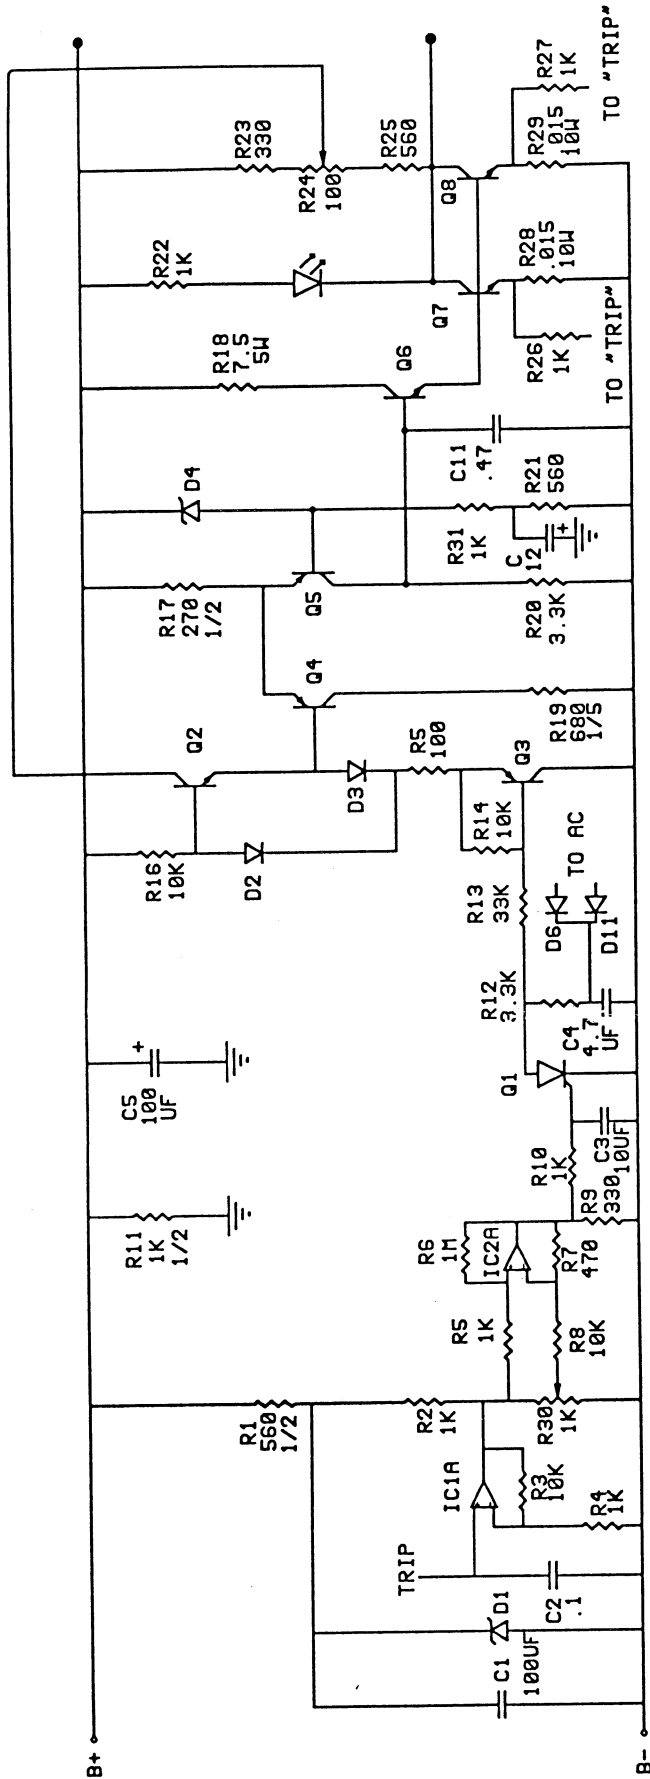 B+
B-
C1
100UF
D1
TRIP
C2
.1
IC1A
R3
10K
R4
1K
R1
560
1/2
R2
1K
R30
1K
R5
1K
R8
10K
R6
1M
IC2A
R7
470
R9
330
R10
1K
C3
10UF
R11
1K
1/2
C5
100
UF
+
Q1
R12
3.3K
C4
4.7
UF
D6
D11
TO AC
R13
33K
R14
10K
Q3
R16
10K
D2
Q2
D3
R5
100
Q4
R19
680
1/5
R17
270
1/2
Q5
D4
R20
3.3K
R31
1K
C
12
+
R21
560
C11
.47
R18
7.5
5W
Q6
R22
1K
Q7
R26
1K
TO "TRIP"
R28
.015
10W
R23
330
R24
100
R25
560
Q8
R29
.015
10W
R27
1K
TO "TRIP"